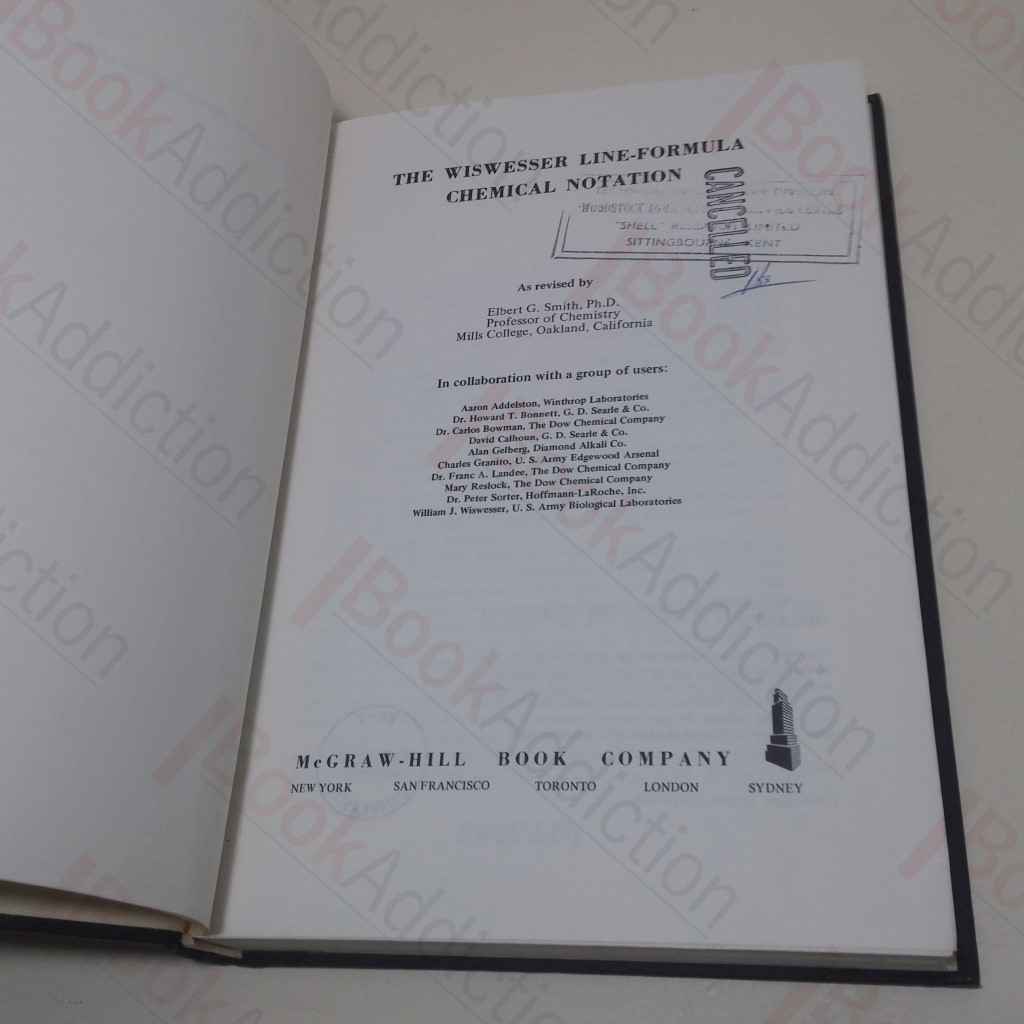 THE WISWESSER LINE-FORMULA
CHEMICAL NOTATION
CANCELLED
DIVISION
WOODSTOCK
"SHELL" RESEARCH LIMITED
SITTINGBOURNE KENT
As revised by
Elbert G. Smith, Ph.D.
Professor of Chemistry
Mills College, Oakland, California
In collaboration with a group of users:
Aaron Addelston, Winthrop Laboratories
Dr. Howard T. Bonnett, G. D. Searle & Co.
Dr. Carlos Bowman, The Dow Chemical Company
David Calhoun, G. D. Searle & Co.
Alan Gelberg, Diamond Alkali Co.
Charles Granito, U. S. Army Edgewood Arsenal
Dr. Franc A. Landee, The Dow Chemical Company
Mary Reslock, The Dow Chemical Company
Dr. Peter Sorter, Hoffmann-LaRoche, Inc.
William J. Wiswesser, U. S. Army Biological Laboratories
McGRAW-HILL BOOK COMPANY
NEW YORK SAN FRANCISCO TORONTO LONDON SYDNEY
BookAddiction